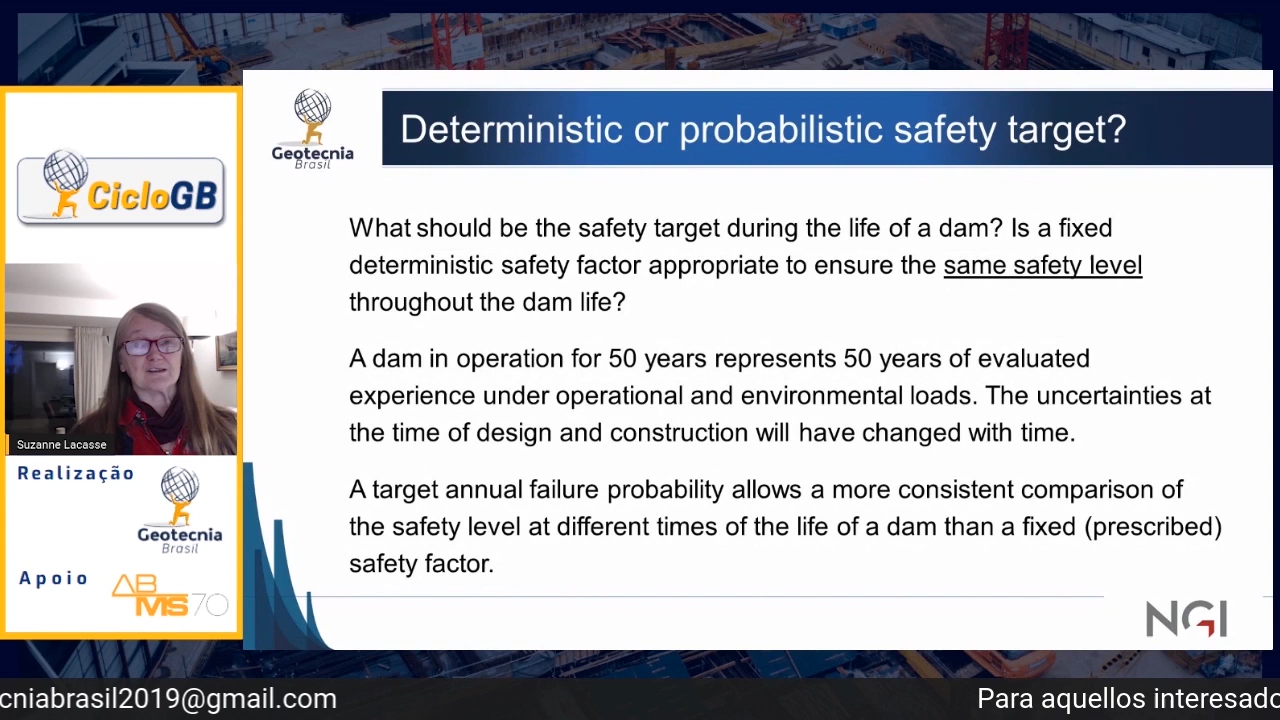 Geotecnia
Brasil
Deterministic or probabilistic safety target?
CicloGB
What should be the safety target during the life of a dam? Is a fixed
deterministic safety factor appropriate to ensure the same safety level
throughout the dam life?
A dam in operation for 50 years represents 50 years of evaluated
experience under operational and environmental loads. The uncertainties at
the time of design and construction will have changed with time.
A target annual failure probability allows a more consistent comparison of
the safety level at different times of the life of a dam than a fixed (prescribed)
safety factor.
Suzanne Lacasse
Realização
Geotecnia
Brasil
Apoio
ABMS 70
NGI
cniabrasil2019@gmail.com
Para aquellos interesado